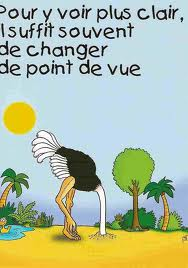 Pour y voir plus clair,
il suffit souvent
de changer
de point de vue